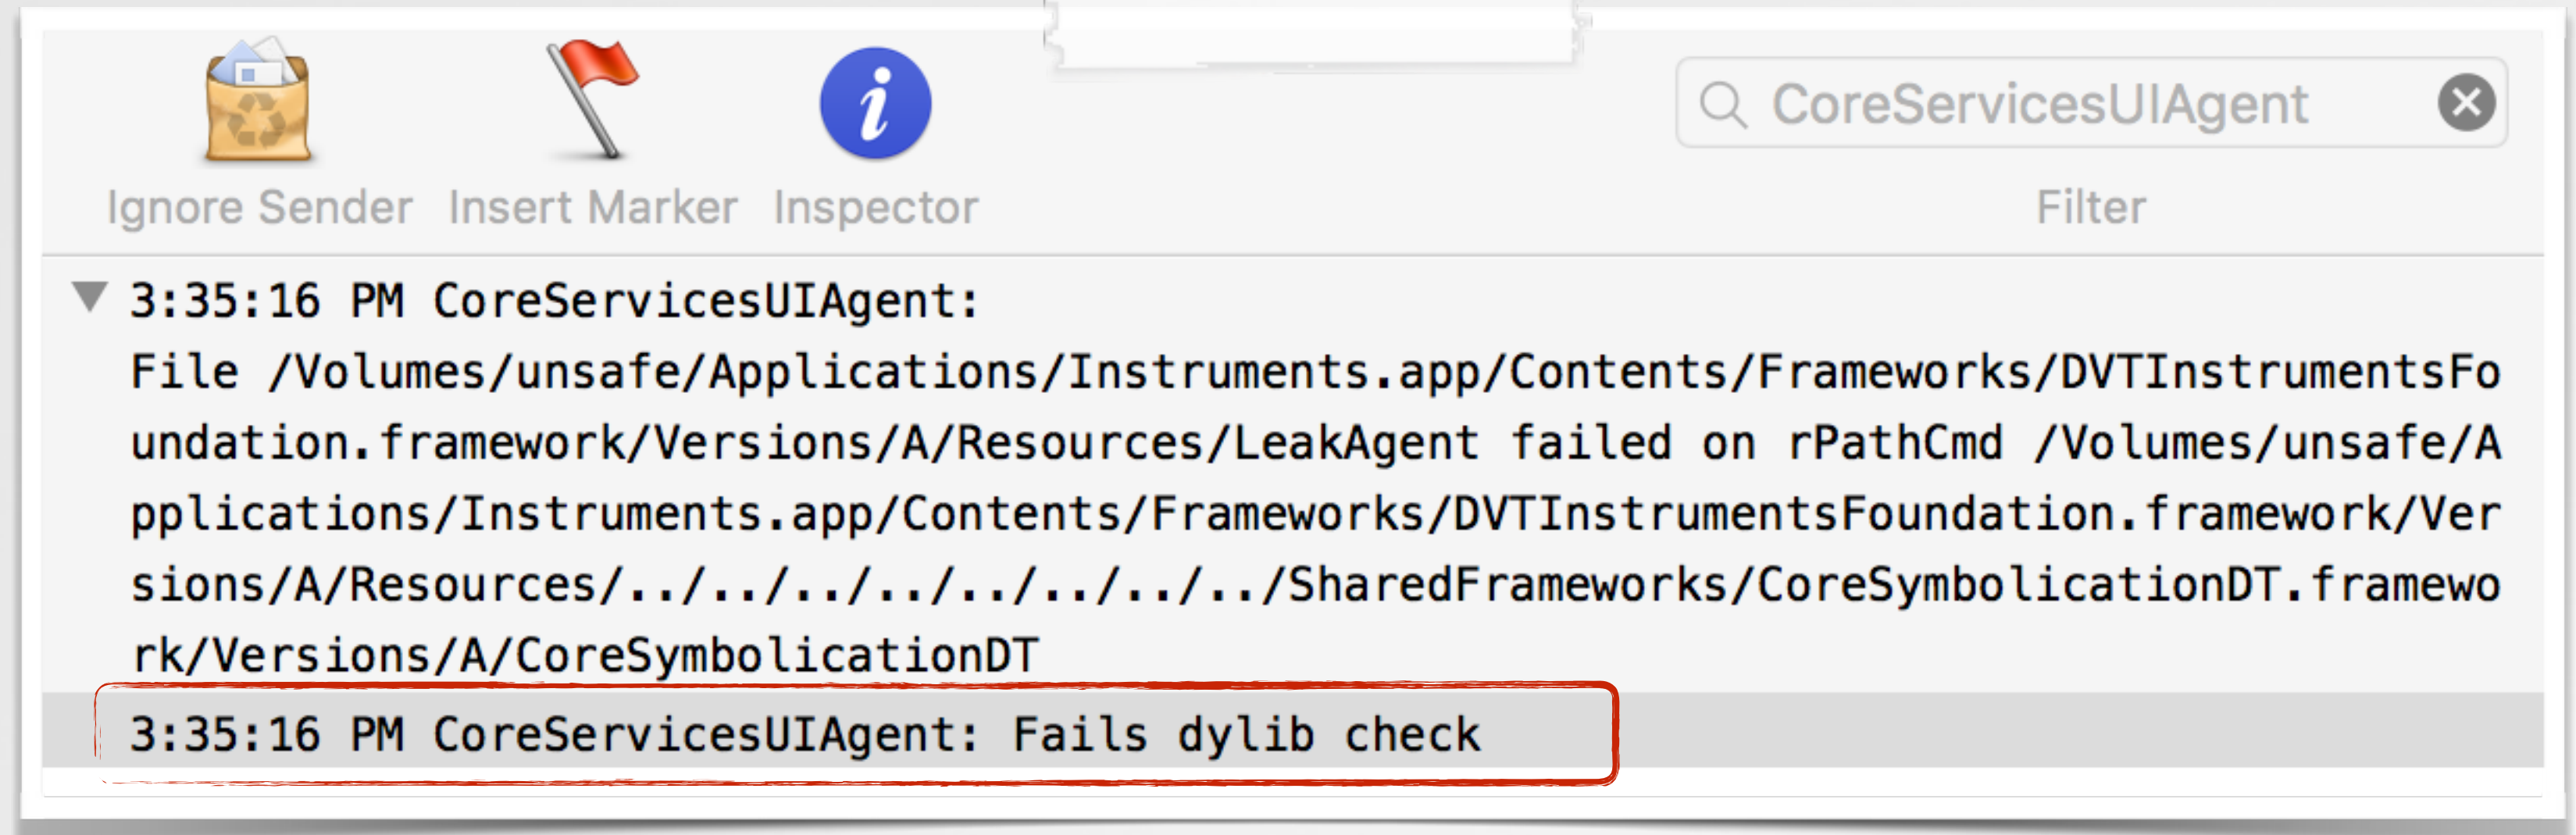 CoreServicesUIAgent
Ignore Sender Insert Marker Inspector Filter
3:35:16 PM CoreServicesUIAgent:
File /Volumes/unsafe/Applications/Instruments.app/Contents/Frameworks/DVTInstrumentsFo
undation.framework/Versions/A/Resources/LeakAgent failed on rPathCmd /Volumes/unsafe/A
pplications/Instruments.app/Contents/Frameworks/DVTInstrumentsFoundation.framework/Ver
sions/A/Resources/../../../../../../../../SharedFrameworks/CoreSymbolicationDT.framewo
rk/Versions/A/CoreSymbolicationDT
3:35:16 PM CoreServicesUIAgent: Fails dylib check